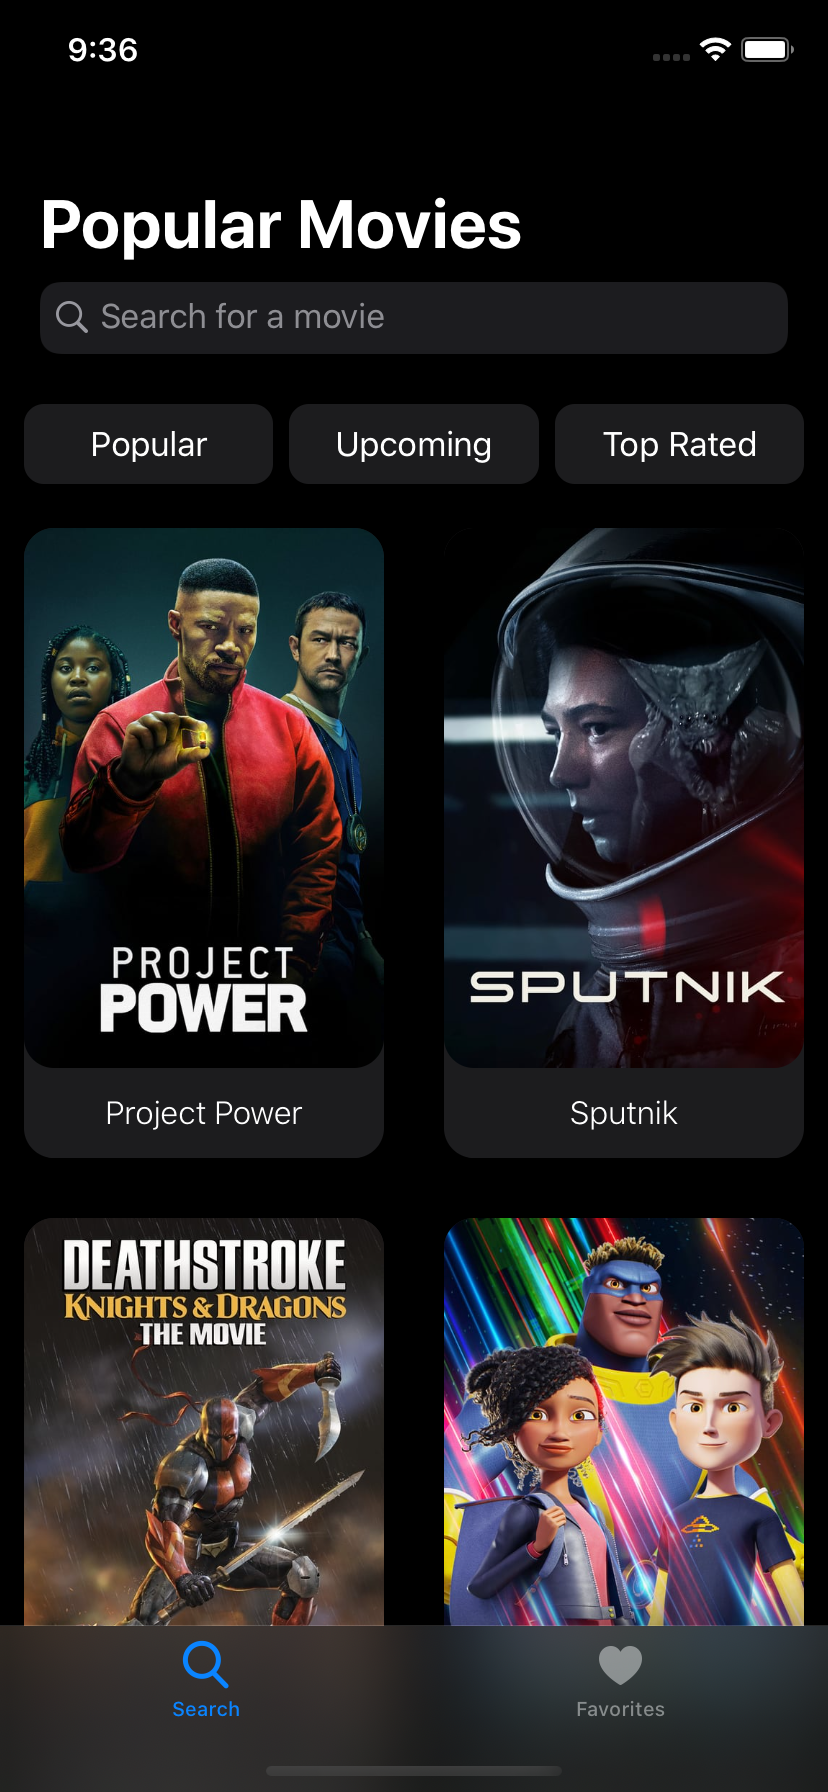 9:36
Popular Movies
Search for a movie
Popular
Upcoming
Top Rated
PROJECT
POWER
SPUTNIK
Project Power
Sputnik
DEATHSTROKE
KNIGHTS & DRAGONS
THE MOVIE
Search
Favorites